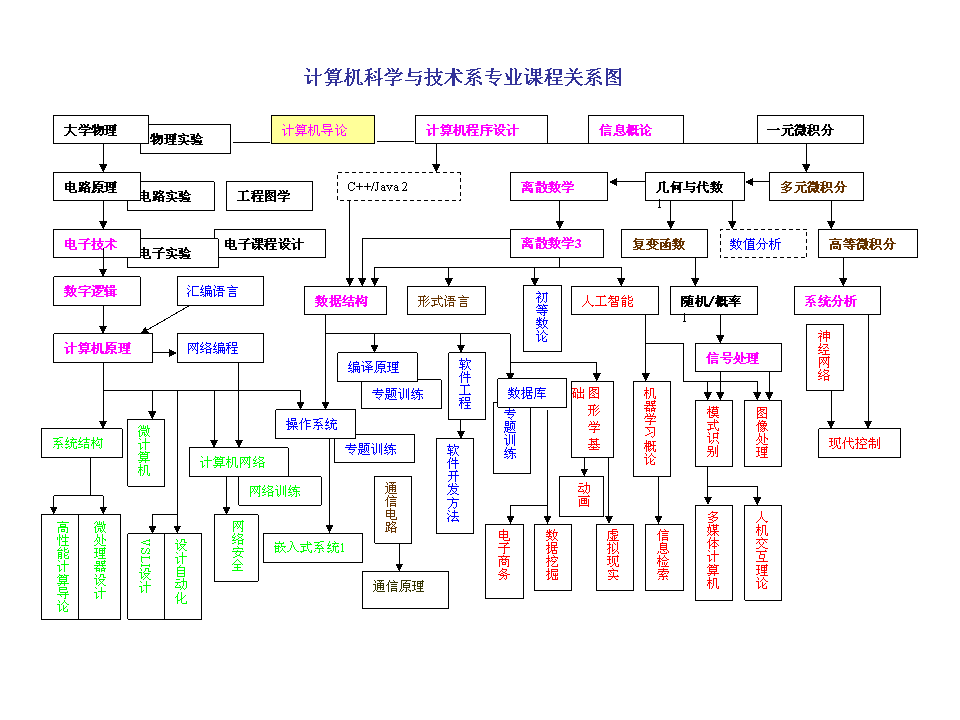 计算机科学与技术系专业课程关系图
大学物理
物理实验
计算机导论
计算机程序设计
信息概论
一元微积分
电路原理
电路实验
工程图学
C++/Java 2
离散数学
几何与代数
1
多元微积分
电子技术
电子实验
电子课程设计
离散数学3
复变函数
数值分析
高等微积分
数字逻辑
汇编语言
数据结构
形式语言
初等数论
人工智能
随机/概率
1
系统分析
计算机原理
网络编程
编译原理
专题训练
软件工程
数据库
专题训练
图形学基础
机器学习概论
信号处理
神经网络
模式识别
图像处理
现代控制
系统结构
微计算机
操作系统
专题训练
计算机网络
网络训练
软件开发方法
通信电路
动画
高性能计算导论
微处理器设计
VSLI设计
设计自动化
网络安全
嵌入式系统1
通信原理
电子商务
数据挖掘
虚拟现实
信息检索
多媒体计算机
人机交互理论